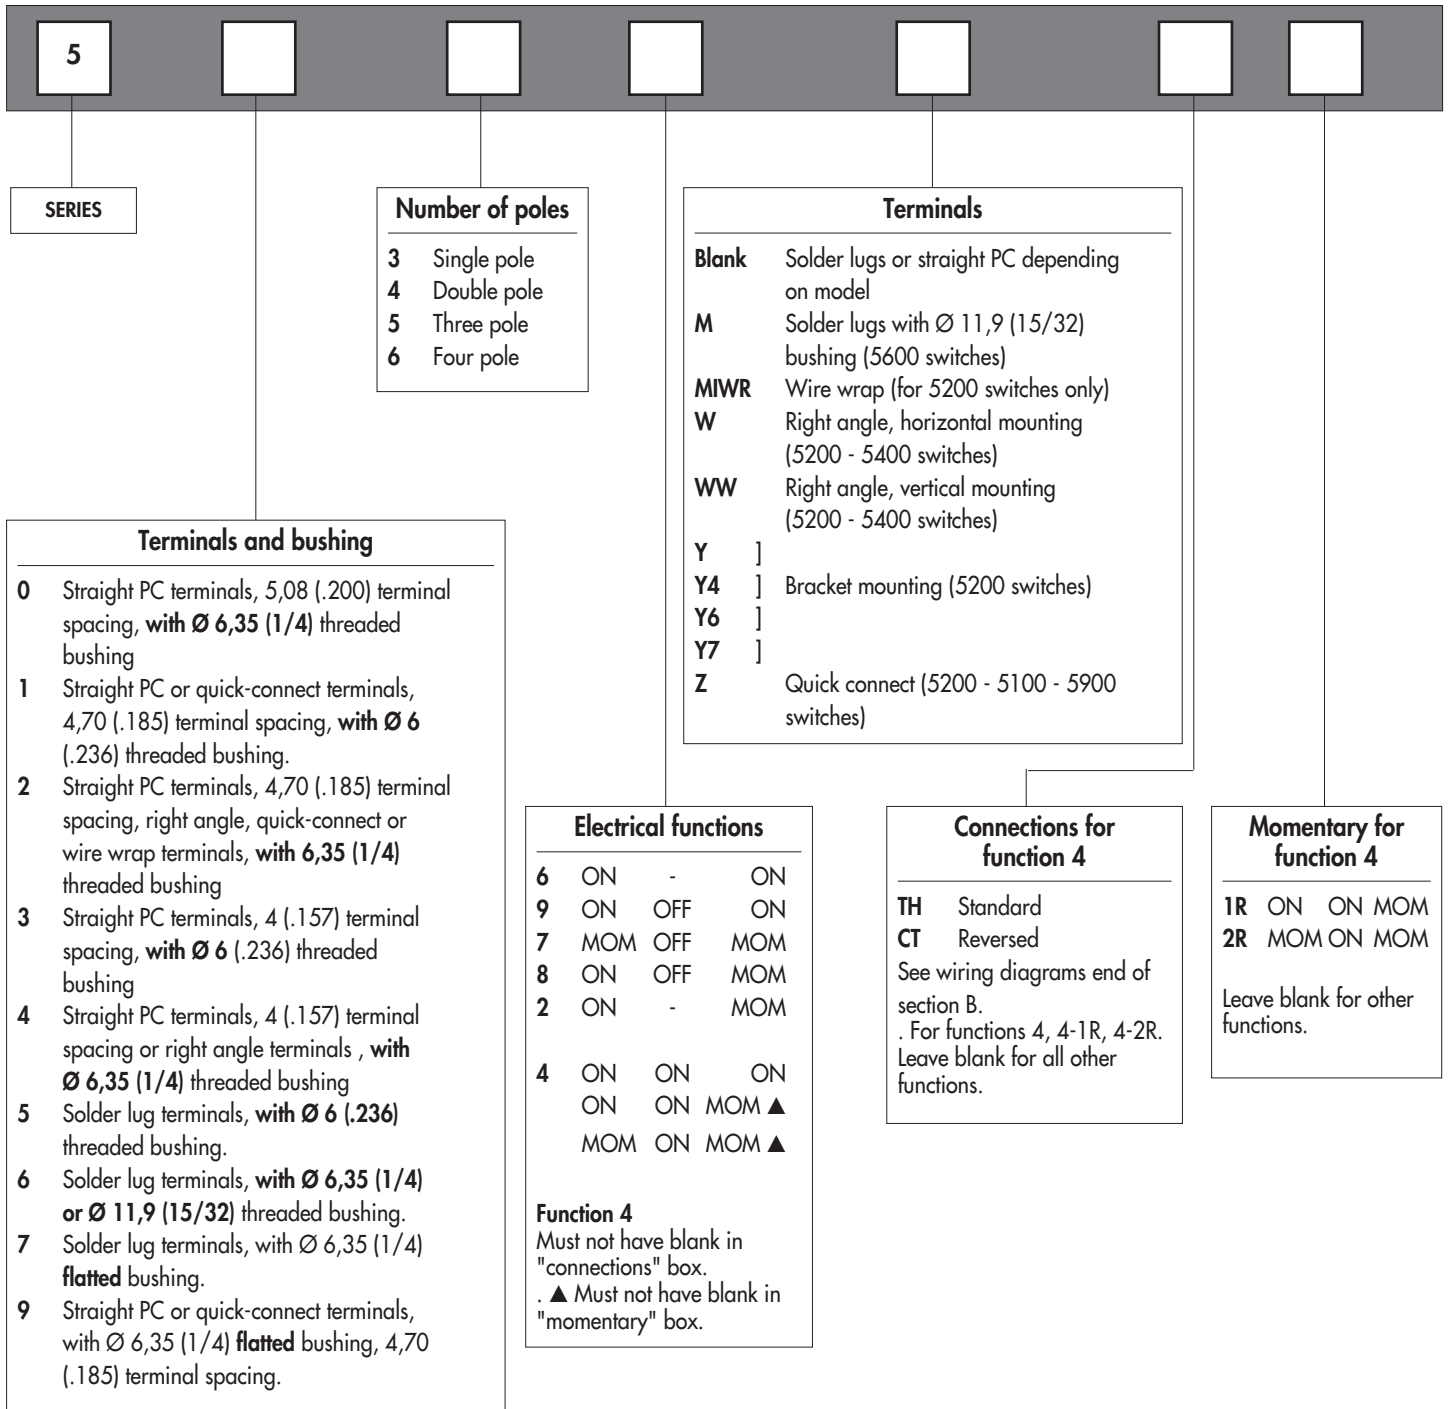 5
SERIES
Number of poles
3 Single pole
4 Double pole
5 Three pole
6 Four pole
Terminals
Blank Solder lugs or straight PC depending
on model
M Solder lugs with Ø 11,9 (15/32)
bushing (5600 switches)
MIWR Wire wrap (for 5200 switches only)
W Right angle, horizontal mounting
(5200 - 5400 switches)
WW Right angle, vertical mounting
(5200 - 5400 switches)
Y ]
Y4 ] Bracket mounting (5200 switches)
Y6 ]
Y7 ]
Z Quick connect (5200 - 5100 - 5900
switches)
Terminals and bushing
0 Straight PC terminals, 5,08 (.200) terminal
spacing, with Ø 6,35 (1/4) threaded
bushing
1 Straight PC or quick-connect terminals,
4,70 (.185) terminal spacing, with Ø 6
(.236) threaded bushing.
2 Straight PC terminals, 4,70 (.185) terminal
spacing, right angle, quick-connect or
wire wrap terminals, with 6,35 (1/4)
threaded bushing
3 Straight PC terminals, 4 (.157) terminal
spacing, with Ø 6 (.236) threaded
bushing
4 Straight PC terminals, 4 (.157) terminal
spacing or right angle terminals , with
Ø 6,35 (1/4) threaded bushing
5 Solder lug terminals, with Ø 6 (.236)
threaded bushing.
6 Solder lug terminals, with Ø 6,35 (1/4)
or Ø 11,9 (15/32) threaded bushing.
7 Solder lug terminals, with Ø 6,35 (1/4)
flatted bushing.
9 Straight PC or quick-connect terminals,
with Ø 6,35 (1/4) flatted bushing, 4,70
(.185) terminal spacing.
Electrical functions
6 ON - ON
9 ON OFF ON
7 MOM OFF MOM
8 ON OFF MOM
2 ON - MOM
4 ON ON ON
ON ON MOM ▲
MOM ON MOM ▲
Function 4
Must not have blank in
"connections" box.
. ▲ Must not have blank in
"momentary" box.
Connections for
function 4
TH Standard
CT Reversed
See wiring diagrams end of
section B.
. For functions 4, 4-1R, 4-2R.
Leave blank for all other
functions.
Momentary for
function 4
1R ON ON MOM
2R MOM ON MOM
Leave blank for other
functions.